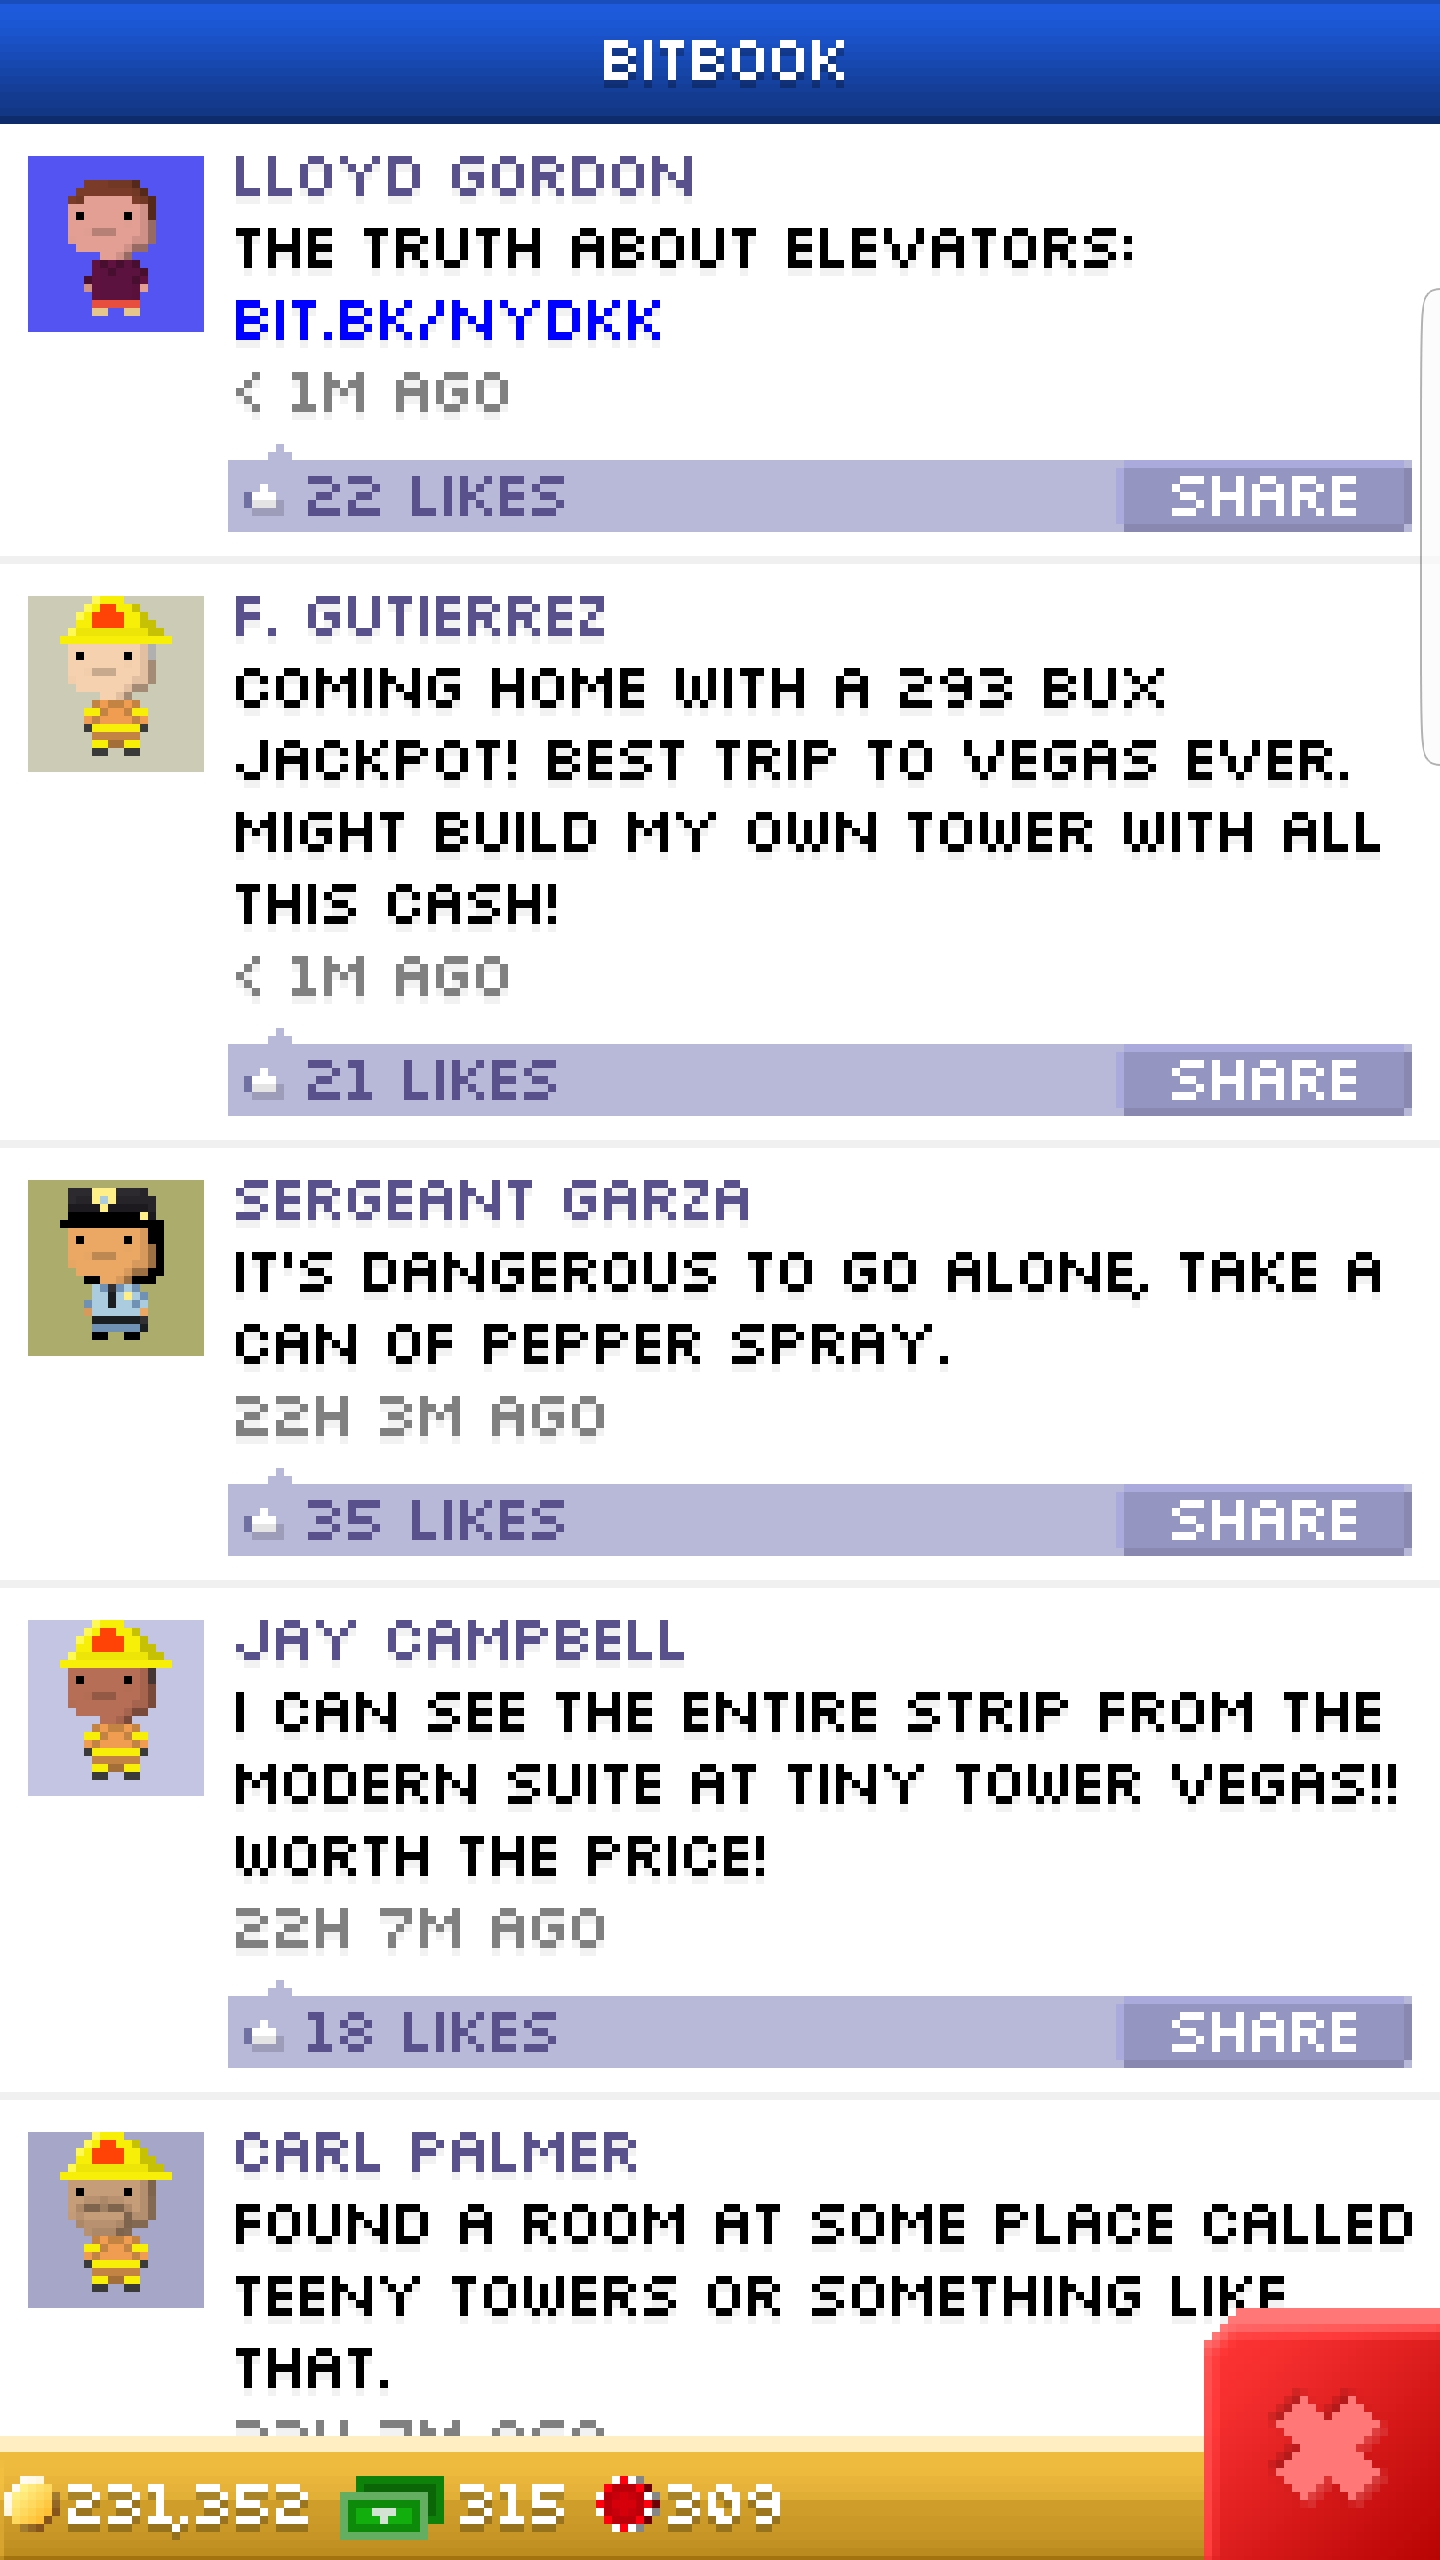 BITBOOK
LLOYD GORDON
THE TRUTH ABOUT ELEVATORS:
BIT.BK/NYDKK
< 1M AGO
22 LIKES
SHARE
F. GUTIERREZ
COMING HOME WITH A 293 BUX
JACKPOT! BEST TRIP TO VEGAS EVER.
MIGHT BUILD MY OWN TOWER WITH ALL
THIS CASH!
< 1M AGO
21 LIKES
SHARE
SERGEANT GARZA
IT'S DANGEROUS TO GO ALONE, TAKE A
CAN OF PEPPER SPRAY.
22H 3M AGO
35 LIKES
SHARE
JAY CAMPBELL
I CAN SEE THE ENTIRE STRIP FROM THE
MODERN SUITE AT TINY TOWER VEGAS!!
WORTH THE PRICE!
22H 7M AGO
18 LIKES
SHARE
CARL PALMER
FOUND A ROOM AT SOME PLACE CALLED
TEENY TOWERS OR SOMETHING LIKE
THAT.
231,352 315 309